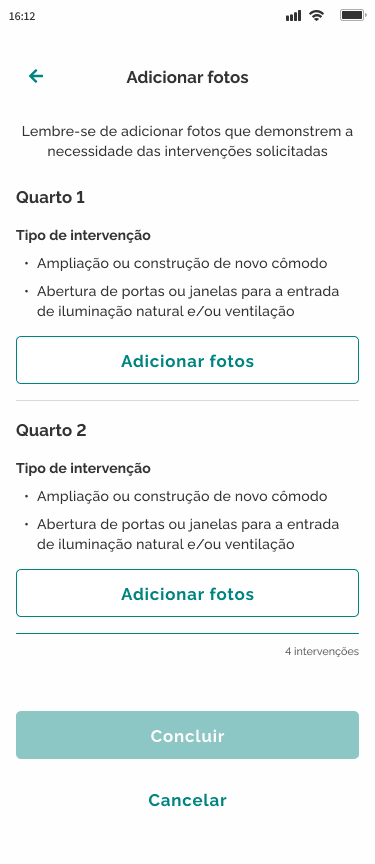 16:12
Adicionar fotos
Lembre-se de adicionar fotos que demonstrem a
necessidade das intervenções solicitadas
Quarto 1
Tipo de intervenção
• Ampliação ou construção de novo cômodo
• Abertura de portas ou janelas para a entrada
de iluminação natural e/ou ventilação
Adicionar fotos
Quarto 2
Tipo de intervenção
• Ampliação ou construção de novo cômodo
• Abertura de portas ou janelas para a entrada
de iluminação natural e/ou ventilação
Adicionar fotos
4 intervenções
Concluir
Cancelar